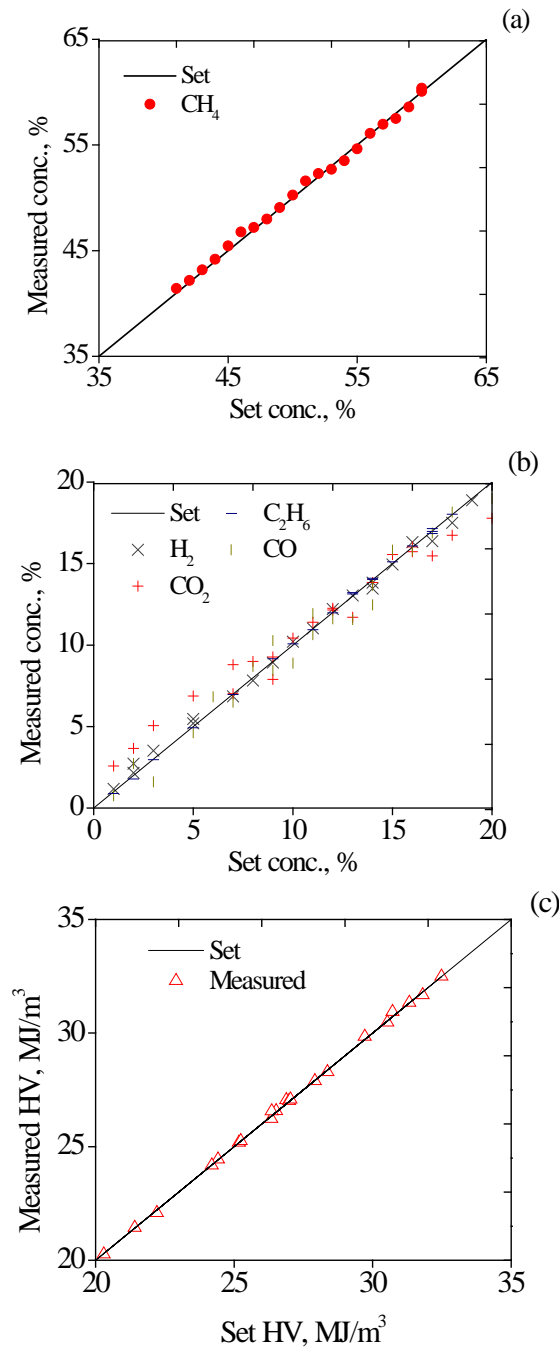 (a)
65
Set
CH₄
55
45
35
35 45 55 65
Measured conc., %
Set conc., %
(b)
20
Set C₂H₆
H₂ CO
CO₂
15
10
5
0
0 5 10 15 20
Measured conc., %
Set conc., %
(c)
35
Set
Measured
30
25
20
20 25 30 35
Measured HV, MJ/m³
Set HV, MJ/m³